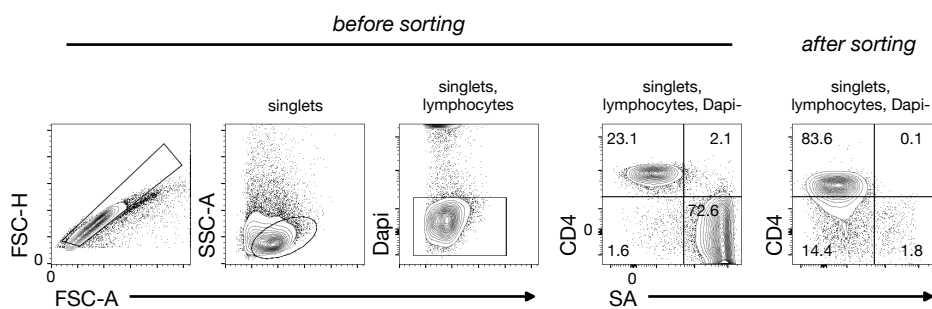 before sorting
after sorting
singlets
singlets,
lymphocytes
singlets,
lymphocytes, Dapi-
singlets,
lymphocytes, Dapi-
FSC-H
0
0
FSC-A
SSC-A
Dapi
CD4
0
23.1
2.1
72.6
1.6
0
SA
CD4
0
83.6
0.1
14.4
1.8